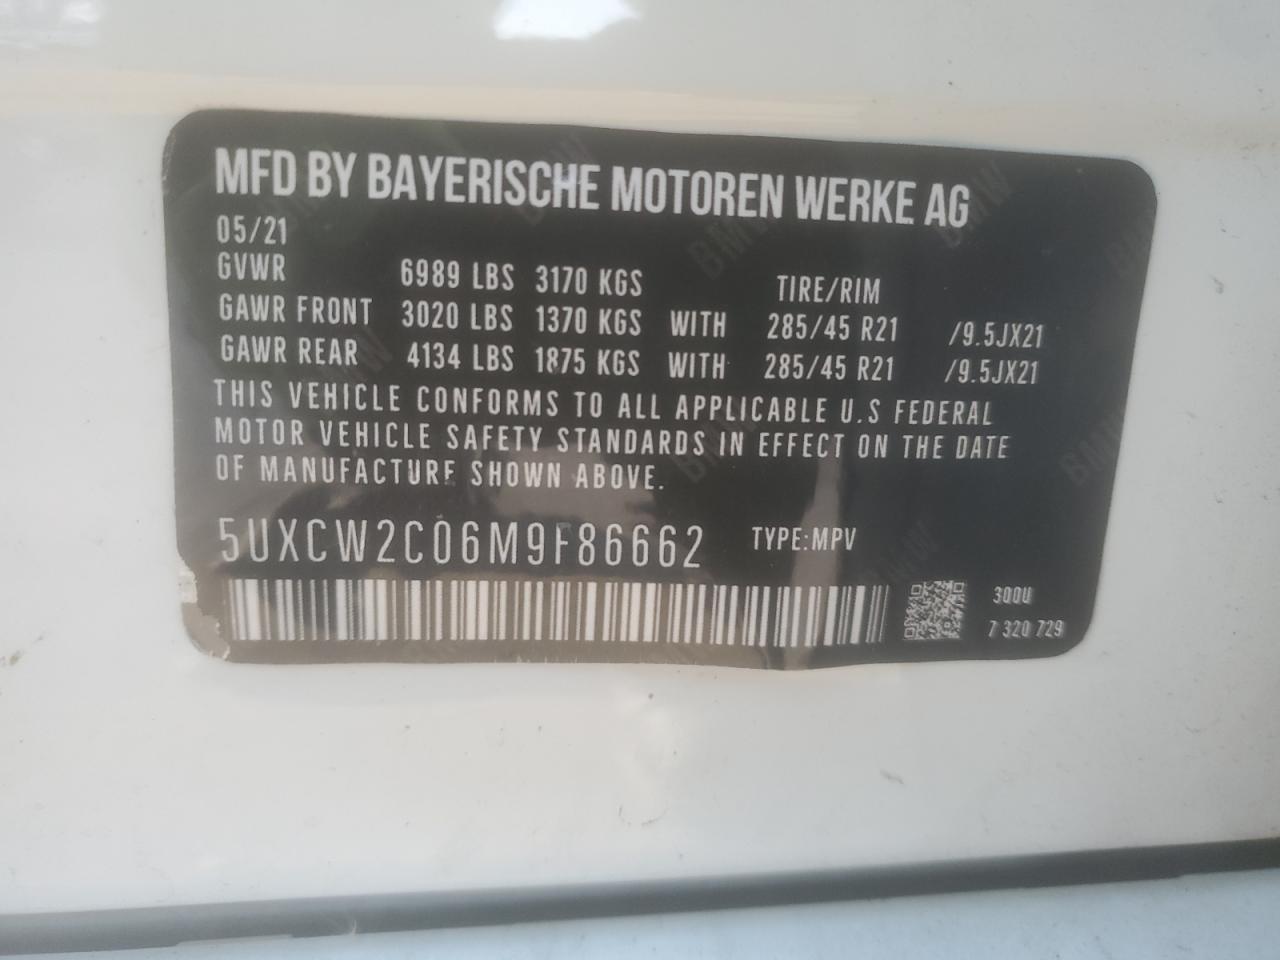 MFD BY BAYERISCHE MOTOREN WERKE AG
05/21
GVWR 6989 LBS 3170 KGS TIRE/RIM
GAWR FRONT 3020 LBS 1370 KGS WITH 285/45 R21 /9.5JX21
GAWR REAR 4134 LBS 1875 KGS WITH 285/45 R21 /9.5JX21
THIS VEHICLE CONFORMS TO ALL APPLICABLE U.S FEDERAL
MOTOR VEHICLE SAFETY STANDARDS IN EFFECT ON THE DATE
OF MANUFACTURE SHOWN ABOVE.
5UXCW2C06M9F86662 TYPE:MPV
300U
7 320 729